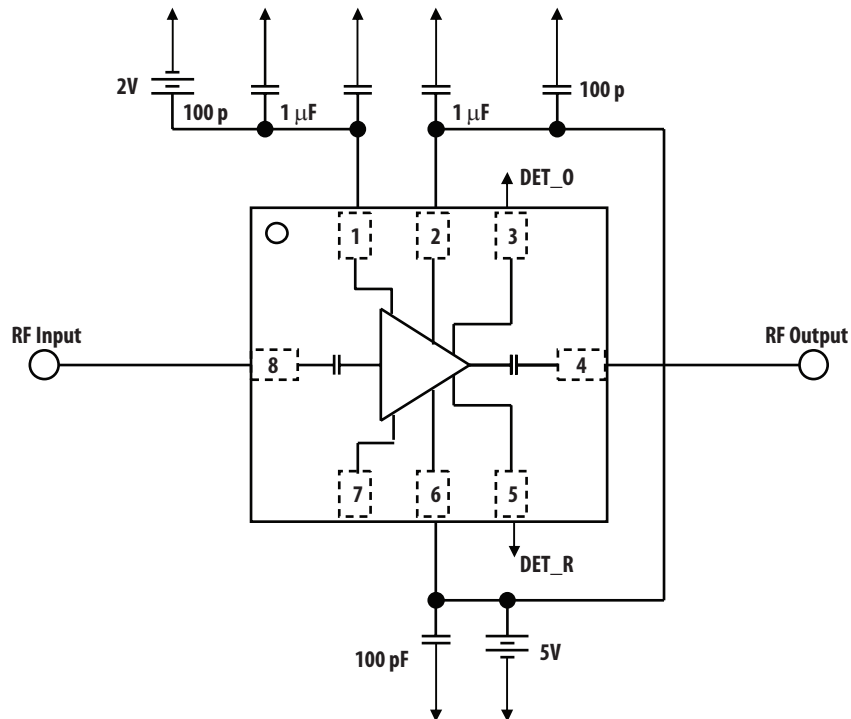 2V
100 p
1 μF
1 μF
100 p
DET_O
1
2
3
RF Input
RF Output
8
4
7
6
5
DET_R
100 pF
5V